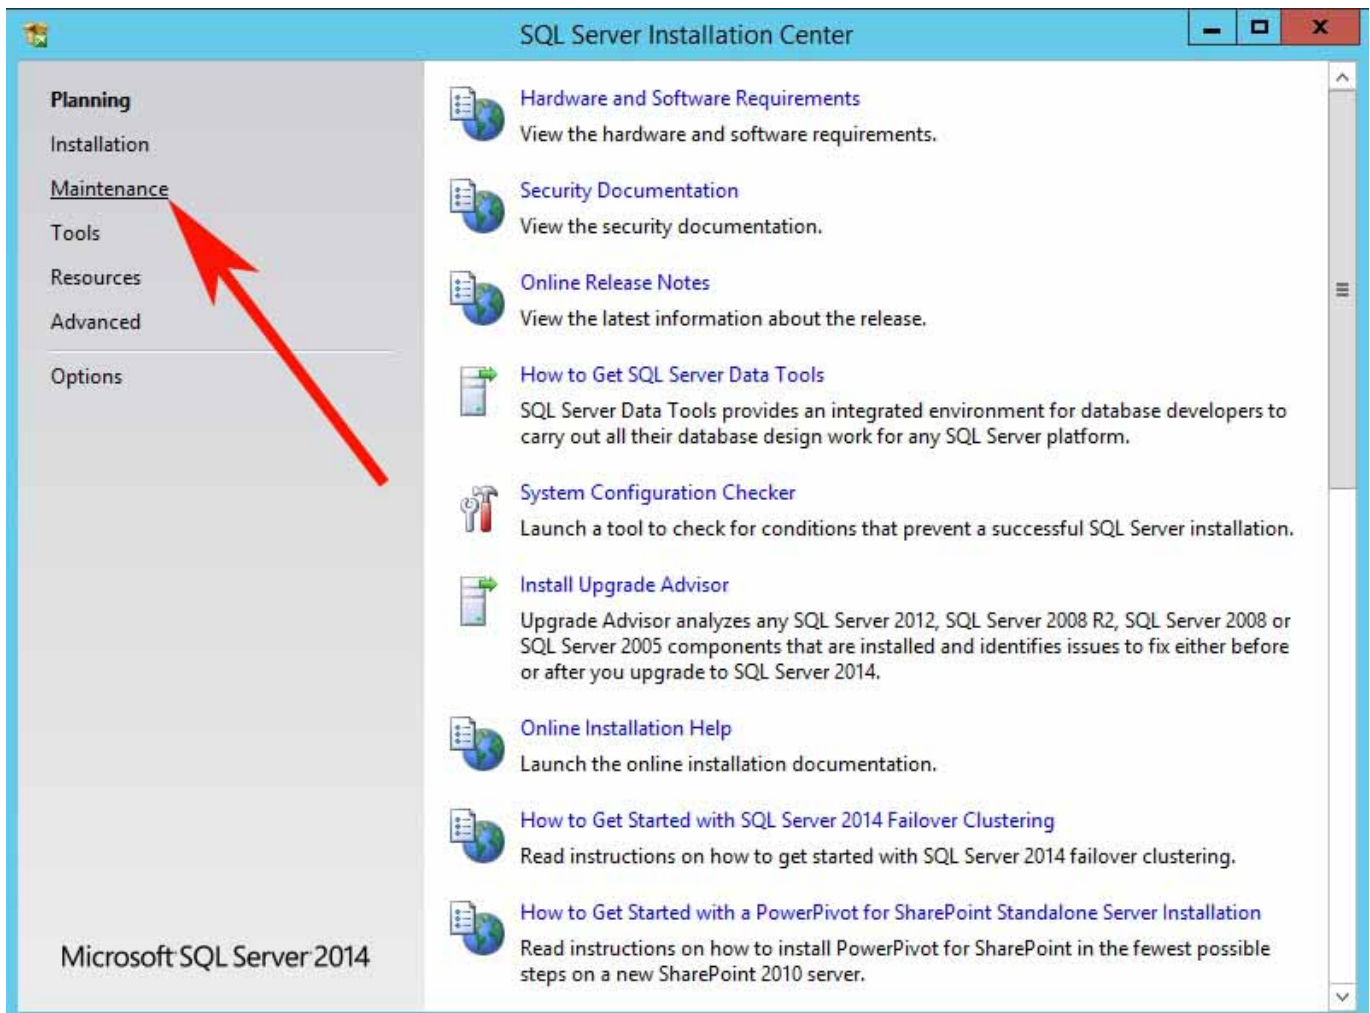 SQL Server Installation Center
Planning
Installation
Maintenance
Tools
Resources
Advanced
Options
Microsoft SQL Server 2014
Hardware and Software Requirements
View the hardware and software requirements.
Security Documentation
View the security documentation.
Online Release Notes
View the latest information about the release.
How to Get SQL Server Data Tools
SQL Server Data Tools provides an integrated environment for database developers to
carry out all their database design work for any SQL Server platform.
System Configuration Checker
Launch a tool to check for conditions that prevent a successful SQL Server installation.
Install Upgrade Advisor
Upgrade Advisor analyzes any SQL Server 2012, SQL Server 2008 R2, SQL Server 2008 or
SQL Server 2005 components that are installed and identifies issues to fix either before
or after you upgrade to SQL Server 2014.
Online Installation Help
Launch the online installation documentation.
How to Get Started with SQL Server 2014 Failover Clustering
Read instructions on how to get started with SQL Server 2014 failover clustering.
How to Get Started with a PowerPivot for SharePoint Standalone Server Installation
Read instructions on how to install PowerPivot for SharePoint in the fewest possible
steps on a new SharePoint 2010 server.